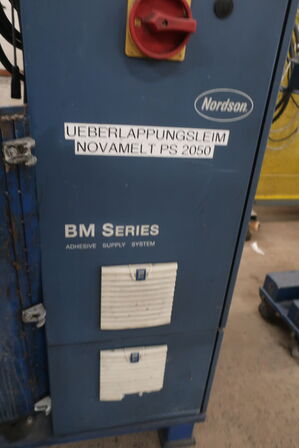 Nordson
UEBERLAPPUNGSLEIM
NOVAMELT PS 2050
BM SERIES
ADHESIVE SUPPLY SYSTEM